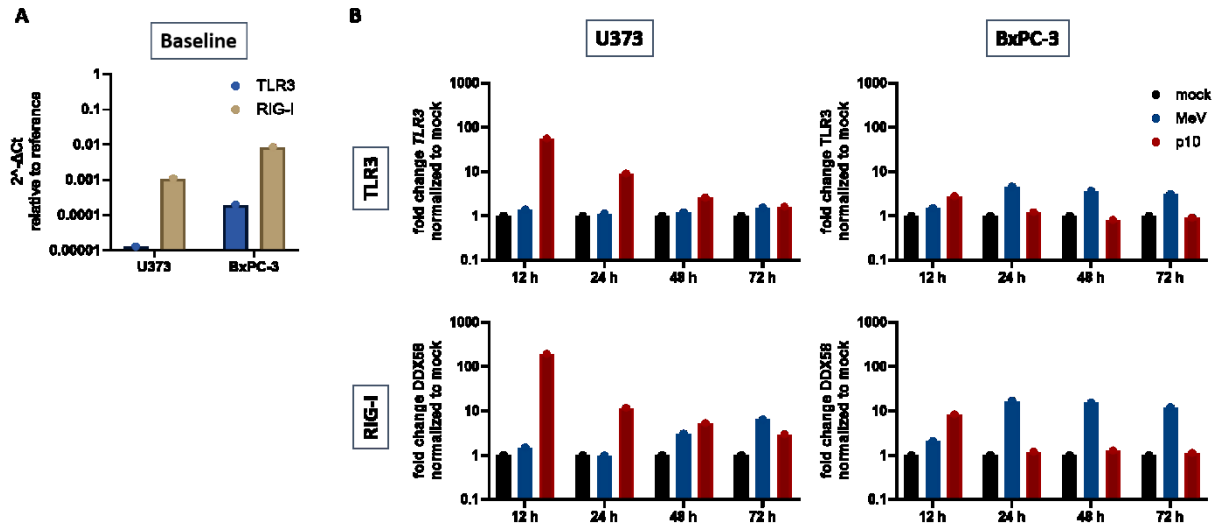 A
Baseline
2^-ΔCt
relative to reference
1
0.1
0.01
0.001
0.0001
0.00001
TLR3
RIG-I
U373
BxPC-3
B
U373
BxPC-3
TLR3
fold change TLR3
normalized to mock
1000
100
10
1
0.1
12 h
24 h
48 h
72 h
fold change TLR3
normalized to mock
1000
100
10
1
0.1
12 h
24 h
48 h
72 h
mock
MeV
p10
RIG-I
fold change DDX58
normalized to mock
1000
100
10
1
0.1
12 h
24 h
48 h
72 h
fold change DDX58
normalized to mock
1000
100
10
1
0.1
12 h
24 h
48 h
72 h